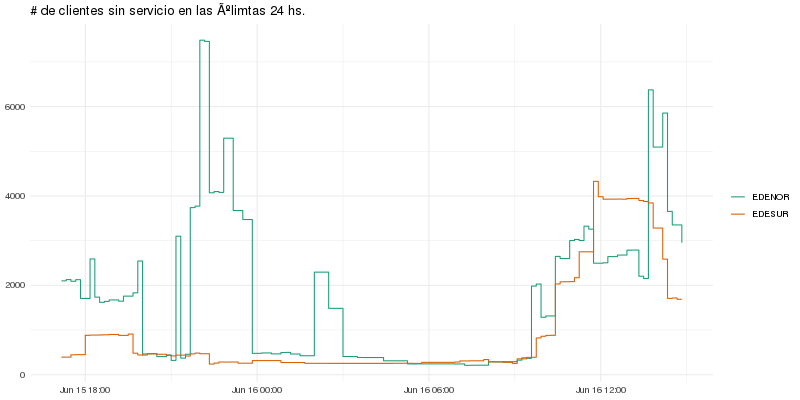 # de clientes sin servicio en las Ãºlimtas 24 hs.
6000
4000
2000
0
Jun 15 18:00
Jun 16 00:00
Jun 16 06:00
Jun 16 12:00
EDENOR
EDESUR